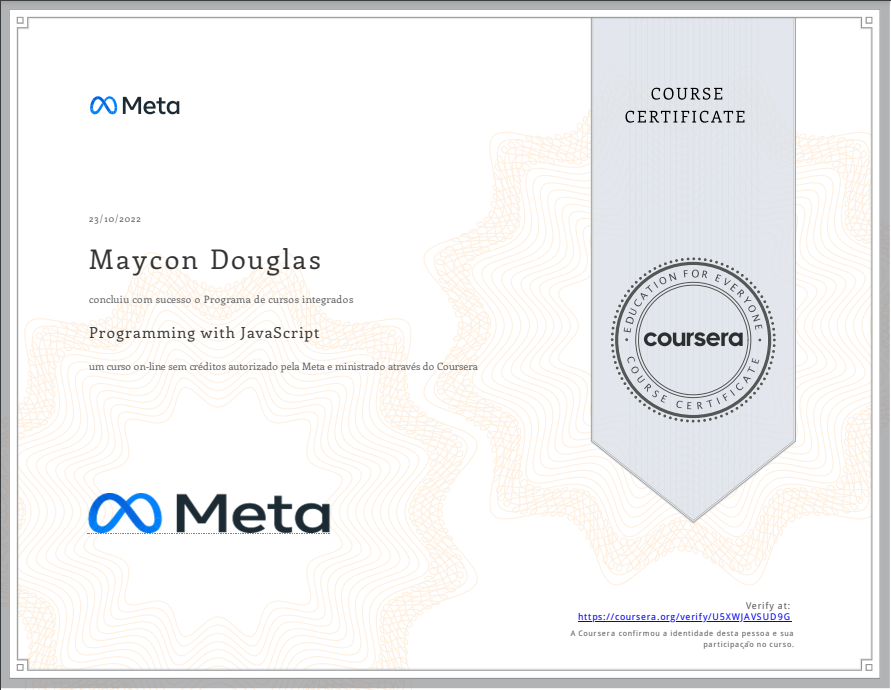 Meta
COURSE
CERTIFICATE
23/10/2022
Maycon Douglas
concluiu com sucesso o Programa de cursos integrados
Programming with JavaScript
um curso on-line sem créditos autorizado pela Meta e ministrado através do Coursera
EDUCATION FOR EVERYONE
coursera
COURSE CERTIFICATE
Meta
Verify at:
https://coursera.org/verify/U5XWJAVSUD9G
A Coursera confirmou a identidade desta pessoa e sua
participação no curso.